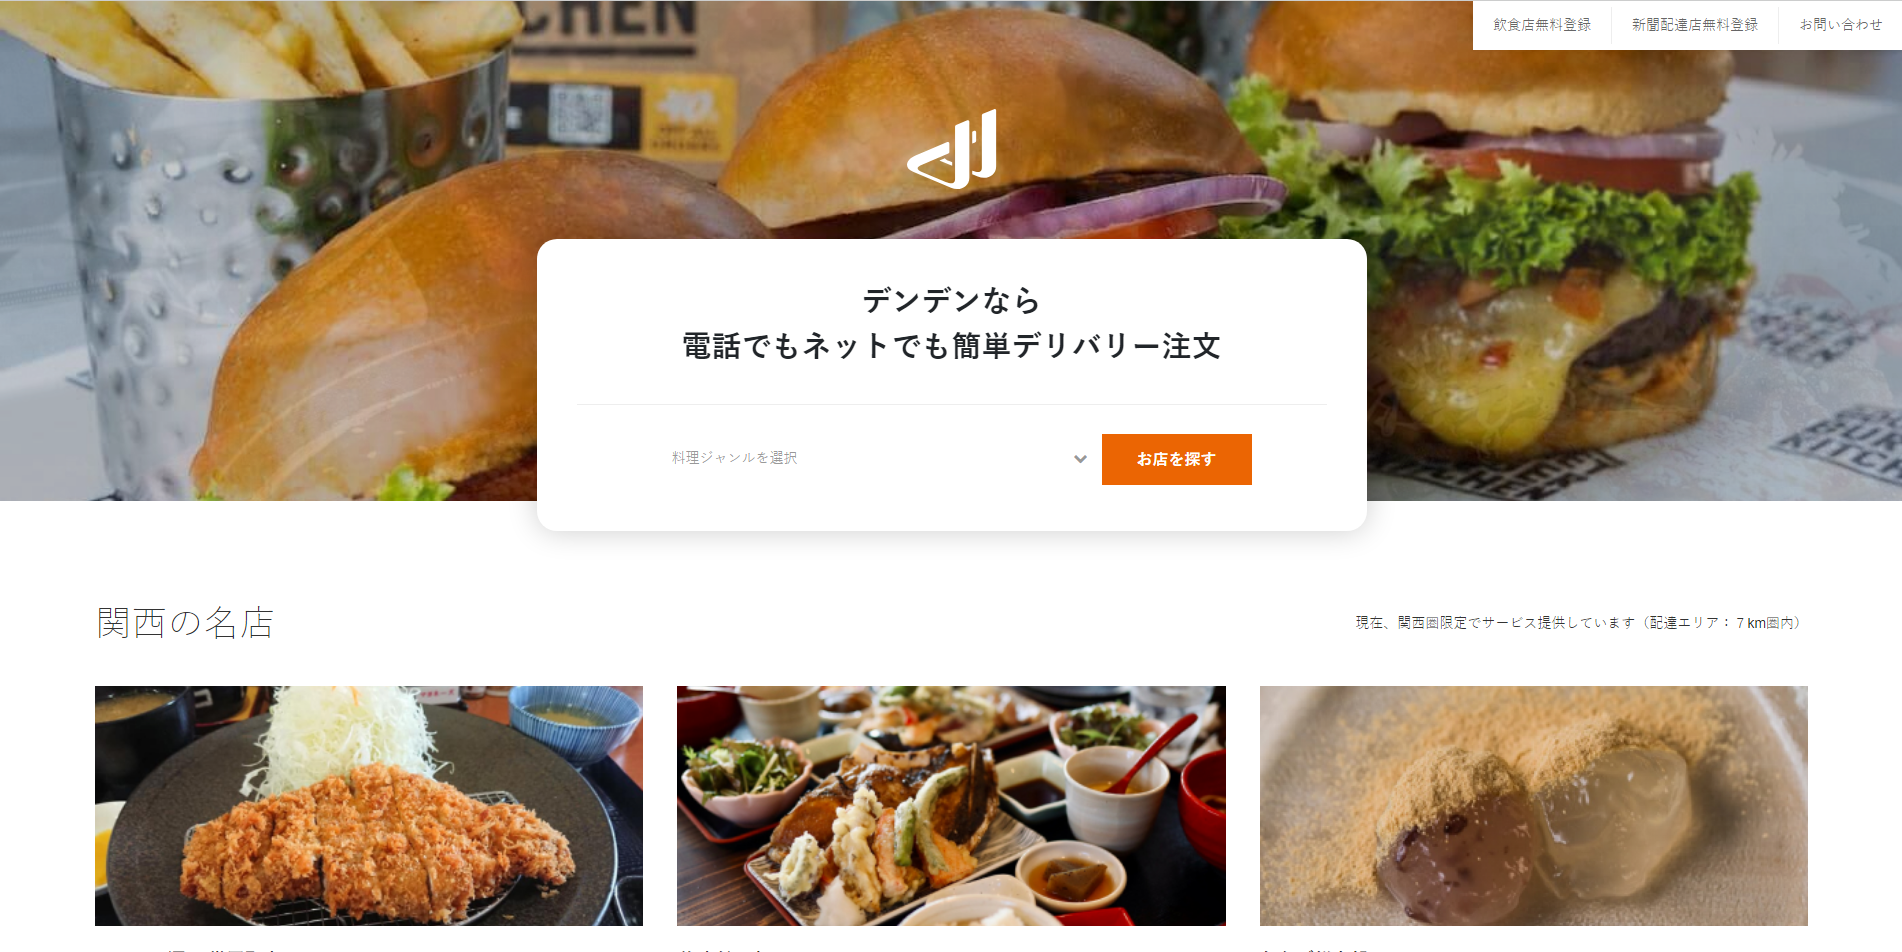 飲食店無料登録
新聞配達店無料登録
お問い合わせ
デンデンなら
電話でもネットでも簡単デリバリー注文
料理ジャンルを選択
お店を探す
関西の名店
現在、関西圏限定でサービス提供しています（配達エリア：７km圏内）